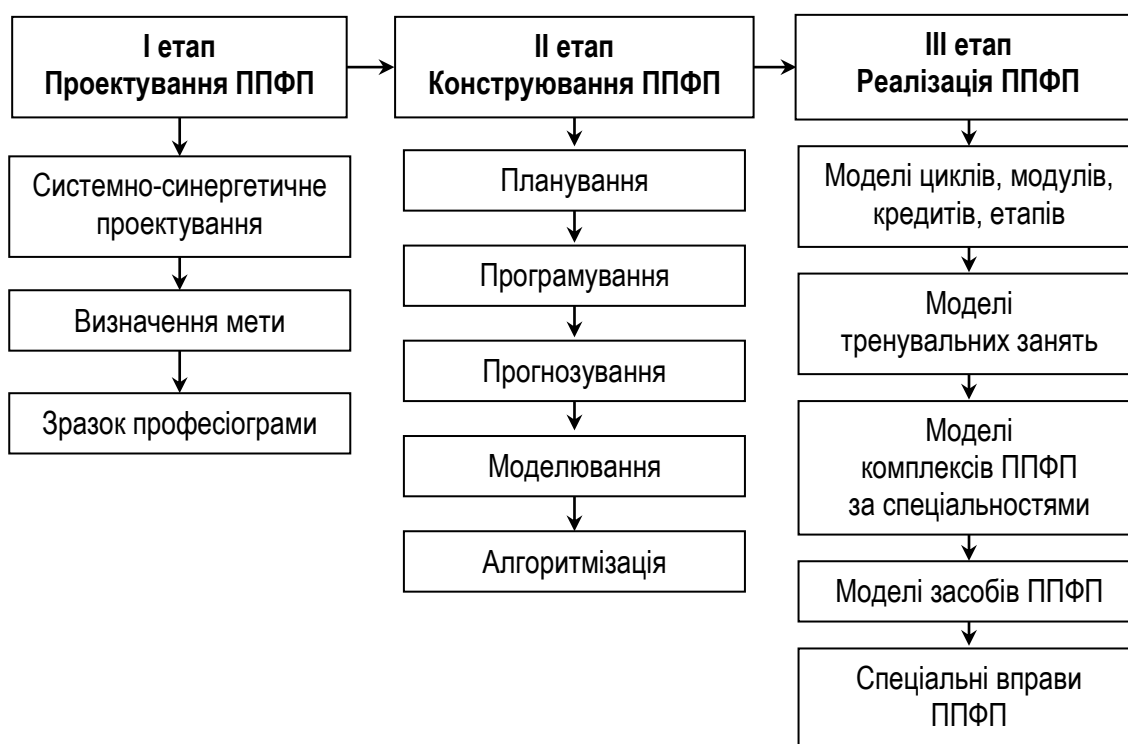 І етап
Проектування ППФП
Системно-синергетичне
проектування
Визначення мети
Зразок професіограми
ІІ етап
Конструювання ППФП
Планування
Програмування
Прогнозування
Моделювання
Алгоритмізація
ІІІ етап
Реалізація ППФП
Моделі циклів, модулів,
кредитів, етапів
Моделі
тренувальних занять
Моделі
комплексів ППФП
за спеціальностями
Моделі засобів ППФП
Спеціальні вправи
ППФП